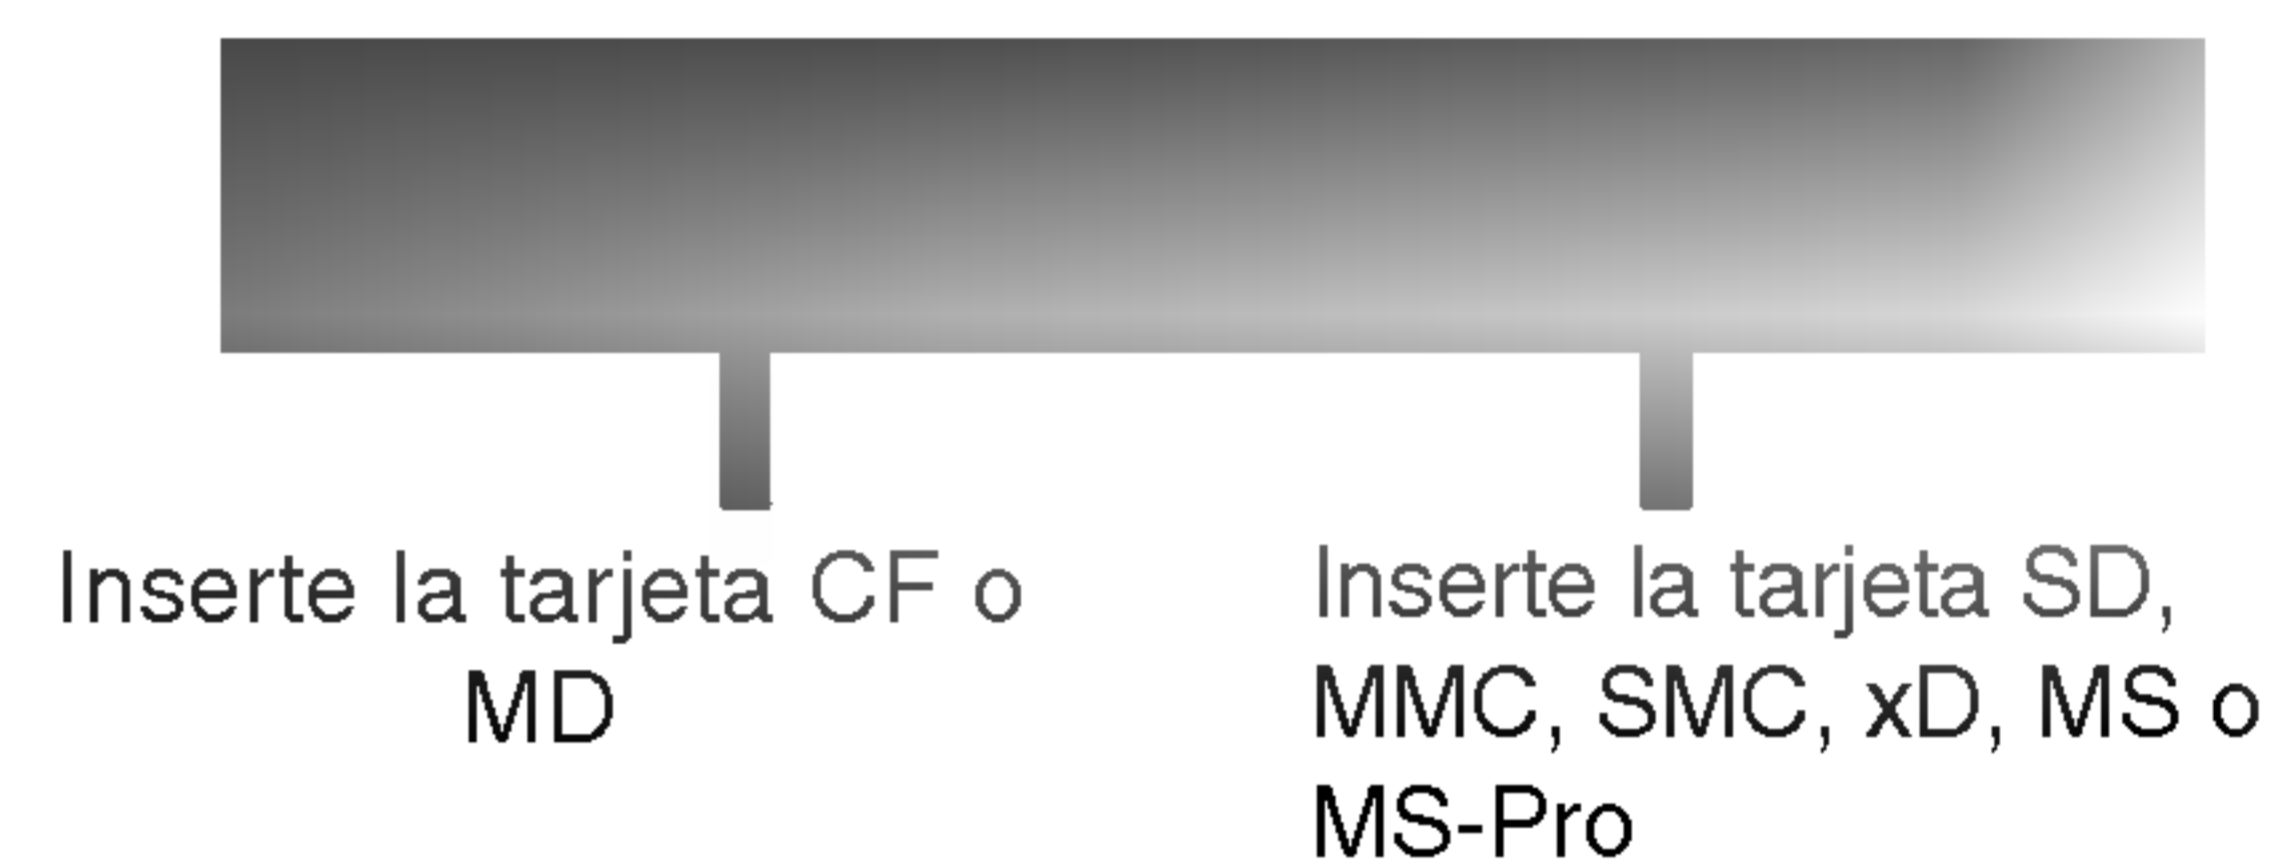 Inserte la tarjeta CF o
MD
Inserte la tarjeta SD,
MMC, SMC, xD, MS o
MS-Pro